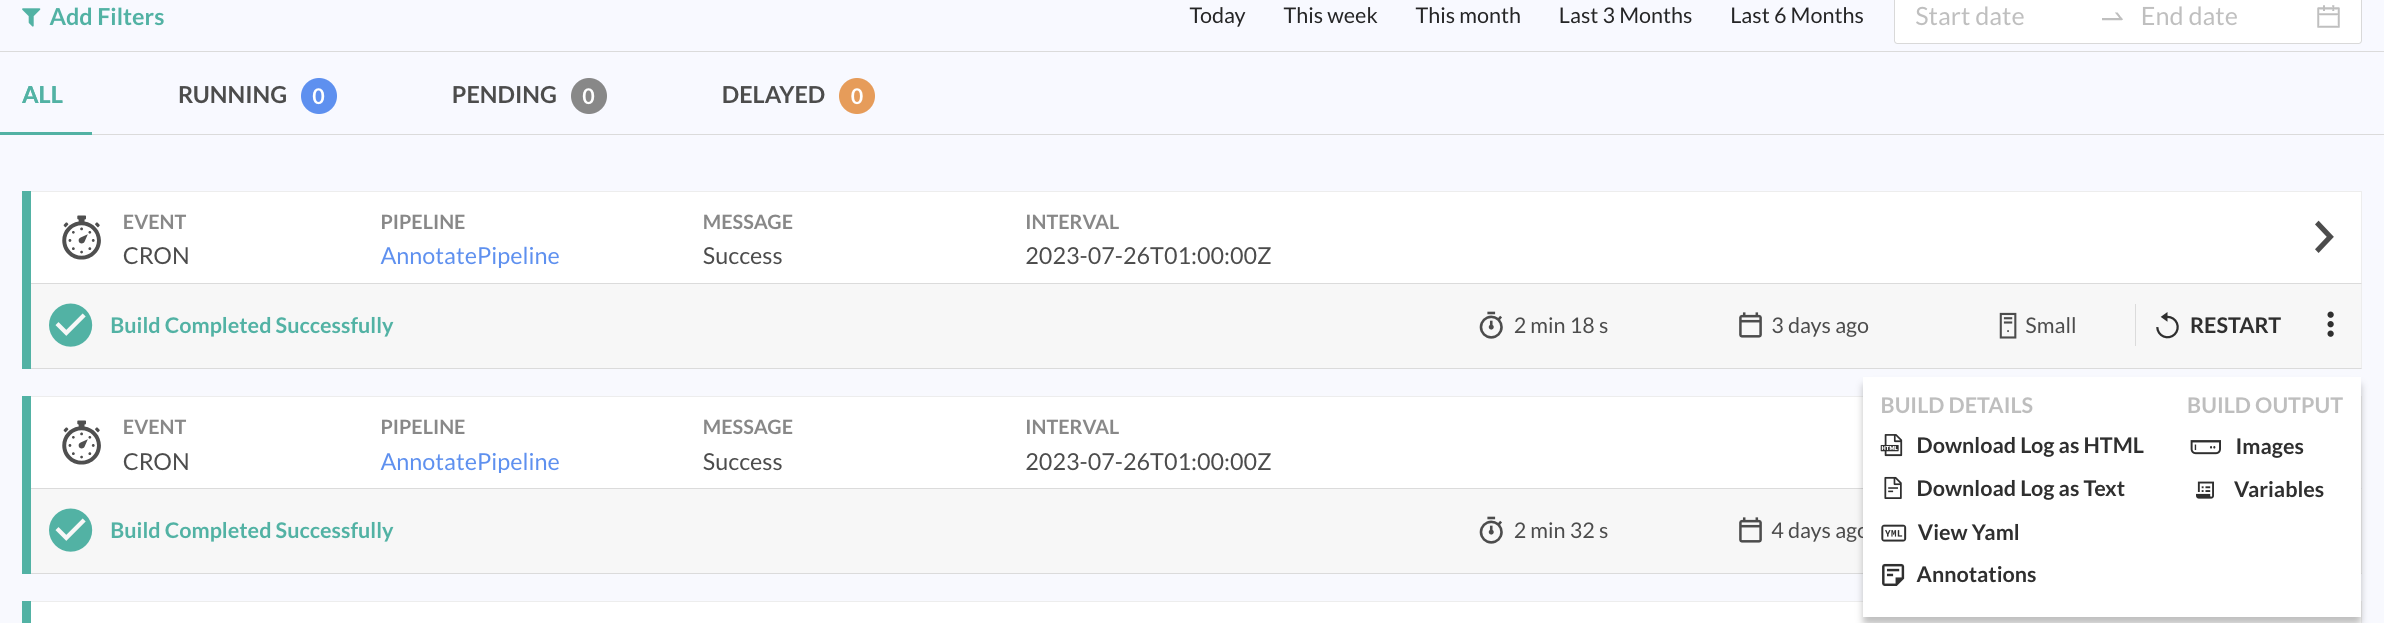 Add Filters Today This week This month Last 3 Months Last 6 Months Start date → End date
ALL RUNNING 0 PENDING 0 DELAYED 0
EVENT PIPELINE MESSAGE INTERVAL
CRON AnnotatePipeline Success 2023-07-26T01:00:00Z
Build Completed Successfully 2 min 18 s 3 days ago Small RESTART
EVENT PIPELINE MESSAGE INTERVAL
CRON AnnotatePipeline Success 2023-07-26T01:00:00Z
Build Completed Successfully 2 min 32 s 4 days ago
BUILD DETAILS BUILD OUTPUT
HTML Download Log as HTML Images
Download Log as Text Variables
YML View Yaml
Annotations